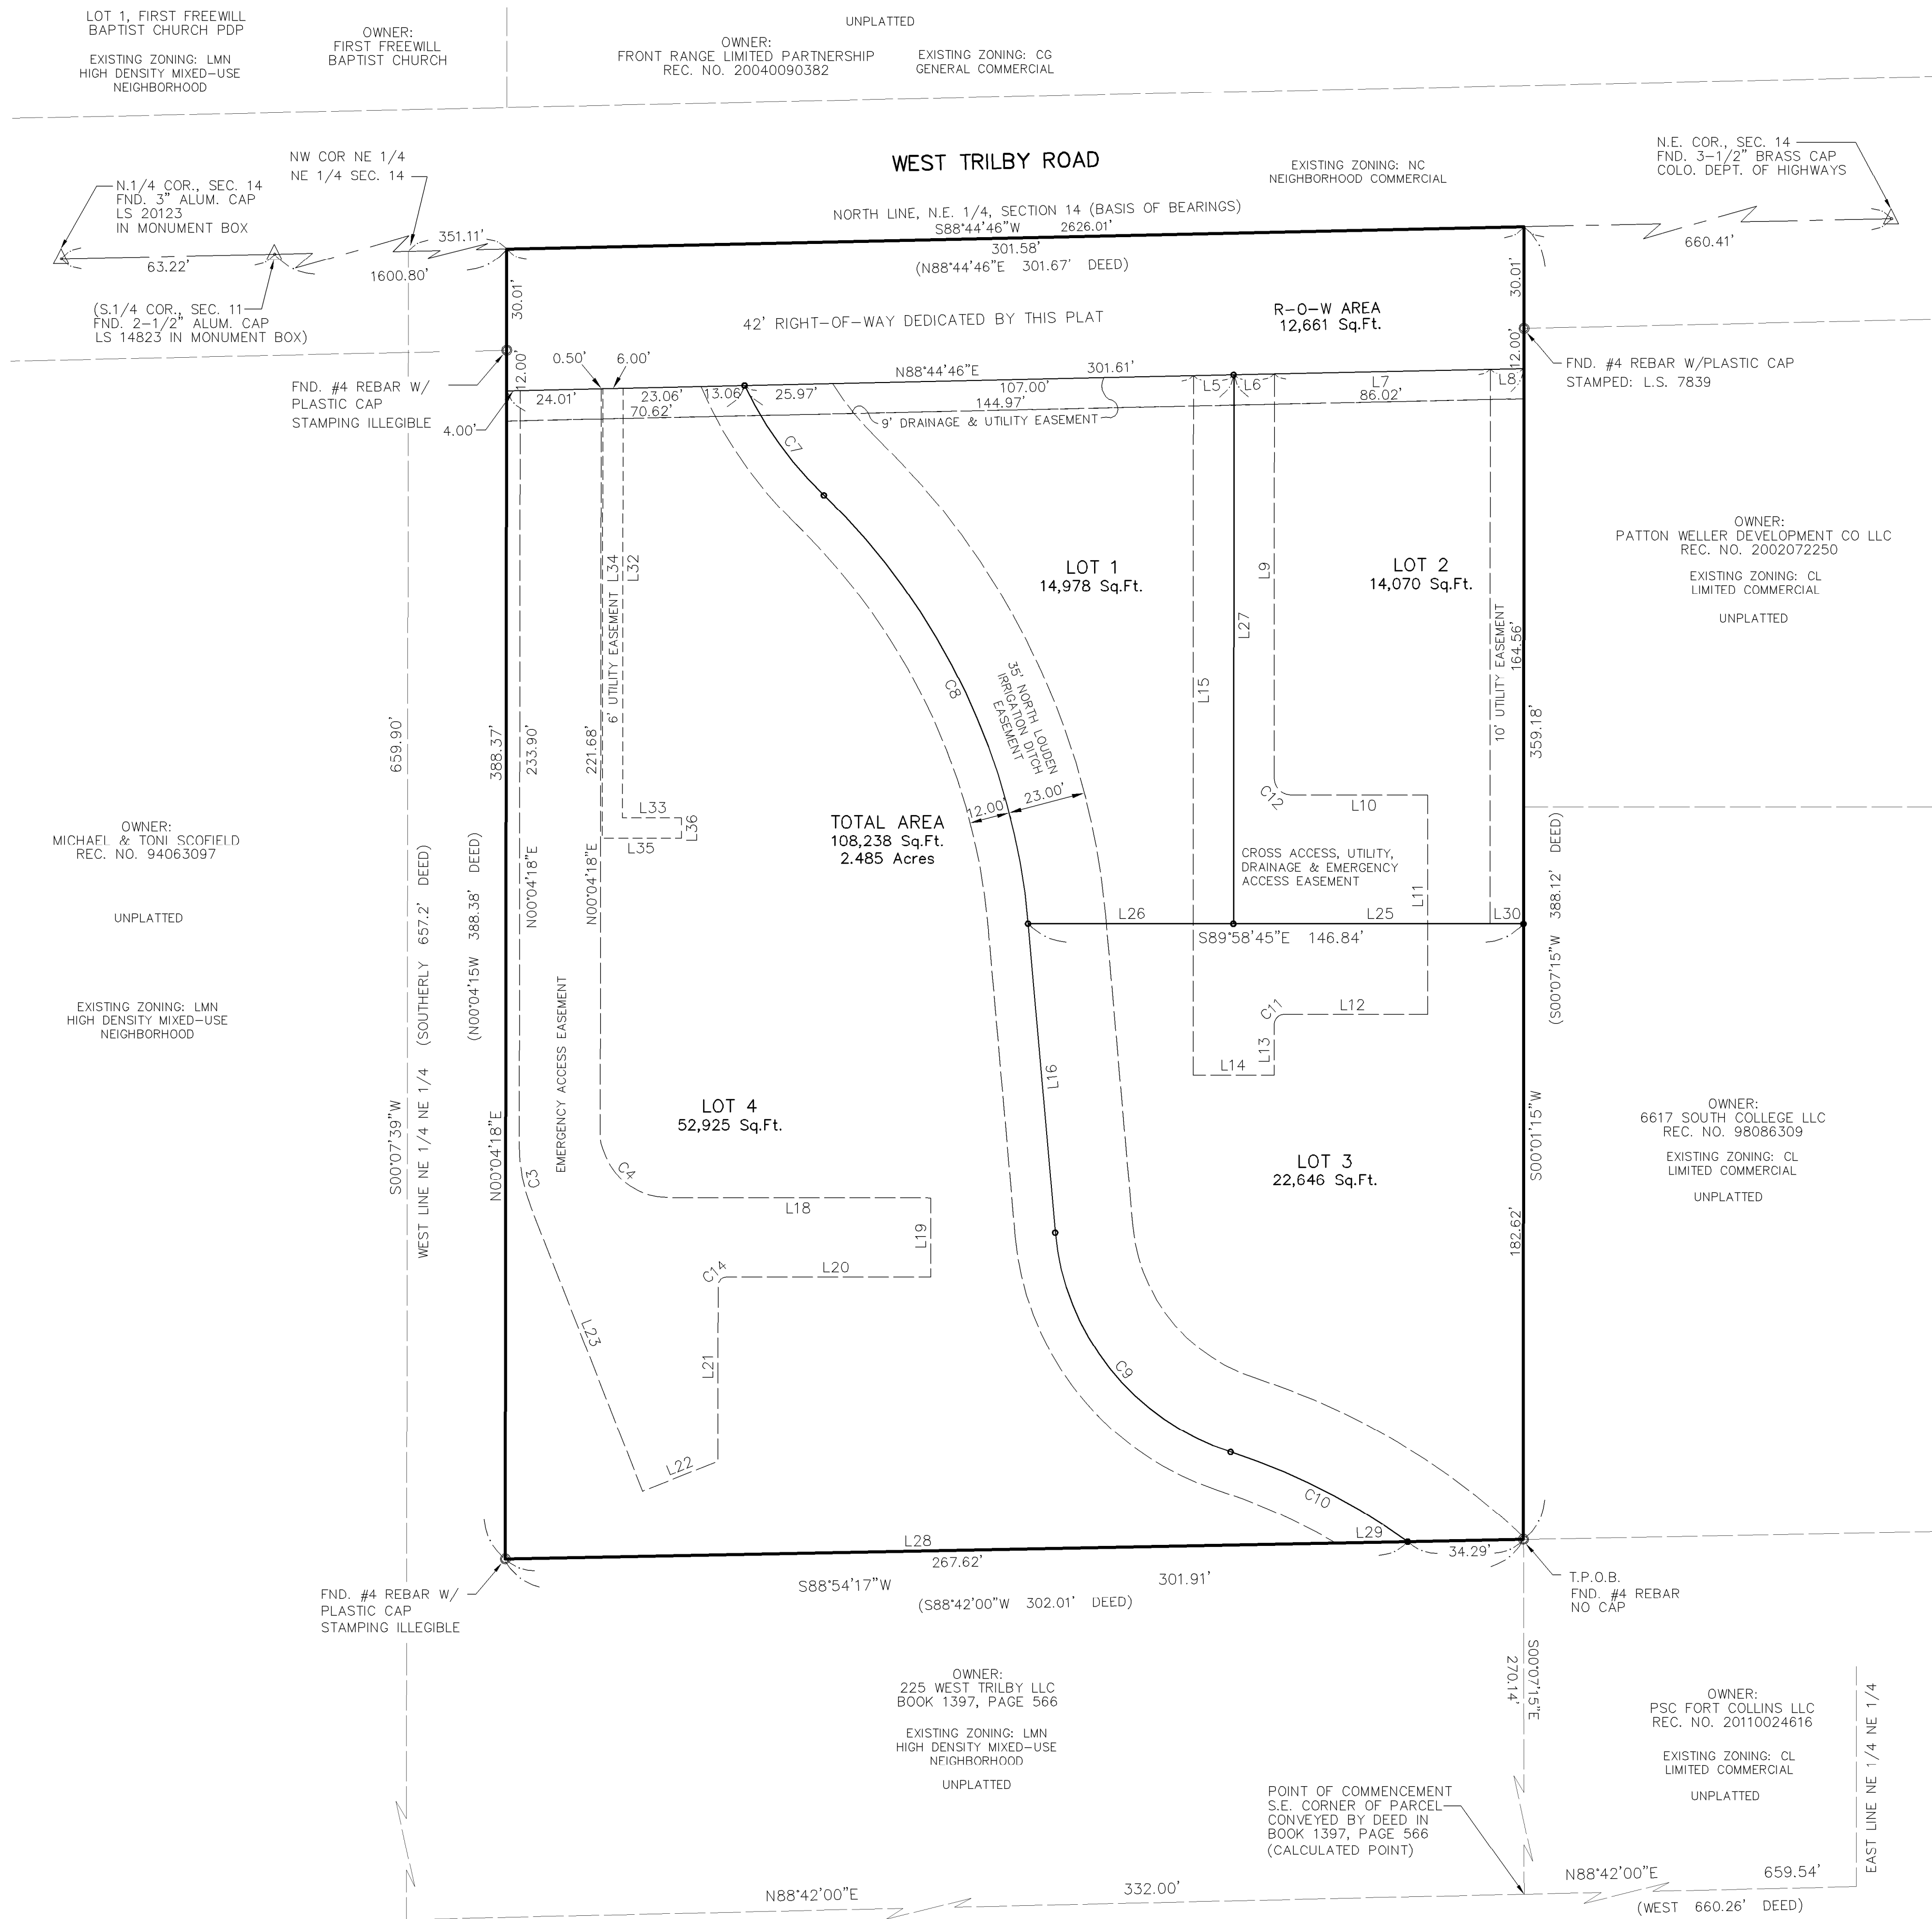 LOT 1, FIRST FREEWILL
BAPTIST CHURCH PDP
EXISTING ZONING: LMN
HIGH DENSITY MIXED-USE
NEIGHBORHOOD
OWNER:
FIRST FREEWILL
BAPTIST CHURCH
UNPLATTED
OWNER:
FRONT RANGE LIMITED PARTNERSHIP
REC. NO. 20040090382
EXISTING ZONING: CG
GENERAL COMMERCIAL
WEST TRILBY ROAD
EXISTING ZONING: NC
NEIGHBORHOOD COMMERCIAL
N.E. COR., SEC. 14
FND. 3-1/2" BRASS CAP
COLO. DEPT. OF HIGHWAYS
NW COR NE 1/4
NE 1/4 SEC. 14
N.1/4 COR., SEC. 14
FND. 3" ALUM. CAP
LS 20123
IN MONUMENT BOX
NORTH LINE, N.E. 1/4, SECTION 14 (BASIS OF BEARINGS)
S88°44'46"W 2626.01'
301.58'
(N88°44'46"E 301.67' DEED)
351.11'
63.22'
1600.80'
660.41'
(S.1/4 COR., SEC. 11
FND. 2-1/2" ALUM. CAP
LS 14823 IN MONUMENT BOX)
30.01'
30.01'
42' RIGHT-OF-WAY DEDICATED BY THIS PLAT
R-O-W AREA
12,661 Sq.Ft.
12.00'
12.00'
FND. #4 REBAR W/PLASTIC CAP
STAMPED: L.S. 7839
FND. #4 REBAR W/
PLASTIC CAP
STAMPING ILLEGIBLE
0.50'
6.00'
N88°44'46"E
301.61'
24.01'
23.06'
13.06'
25.97'
107.00'
L5
L6
L7
L8
70.62'
144.97'
86.02'
4.00'
9' DRAINAGE & UTILITY EASEMENT
C7
OWNER:
PATTON WELLER DEVELOPMENT CO LLC
REC. NO. 2002072250
EXISTING ZONING: CL
LIMITED COMMERCIAL
UNPLATTED
LOT 1
14,978 Sq.Ft.
LOT 2
14,070 Sq.Ft.
L34
L32
L9
L27
L15
6' UTILITY EASEMENT
10' UTILITY EASEMENT
164.56'
C8
35' NORTH LOUDEN
IRRIGATION DITCH
EASEMENT
659.90'
388.37'
233.90'
221.68'
359.18'
12.00'
23.00'
L33
L36
L35
C12
L10
TOTAL AREA
108,238 Sq.Ft.
2.485 Acres
CROSS ACCESS, UTILITY,
DRAINAGE & EMERGENCY
ACCESS EASEMENT
L11
OWNER:
MICHAEL & TONI SCOFIELD
REC. NO. 94063097
UNPLATTED
EXISTING ZONING: LMN
HIGH DENSITY MIXED-USE
NEIGHBORHOOD
(SOUTHERLY 657.2' DEED)
(N00°04'15W 388.38' DEED)
N00°04'18"E
N00°04'18"E
(S00°07'15"W 388.12' DEED)
L26
L25
L30
S89°58'45"E 146.84'
EMERGENCY ACCESS EASEMENT
C11
L12
L13
L14
L16
LOT 4
52,925 Sq.Ft.
LOT 3
22,646 Sq.Ft.
S00°07'39"W
WEST LINE NE 1/4 NE 1/4
N00°04'18"E
S00°01'15"W
182.62'
OWNER:
6617 SOUTH COLLEGE LLC
REC. NO. 98086309
EXISTING ZONING: CL
LIMITED COMMERCIAL
UNPLATTED
C3
C4
L18
L19
C14
L20
L23
L21
L22
C9
C10
L28
L29
267.62'
34.29'
S88°54'17"W
301.91'
(S88°42'00"W 302.01' DEED)
FND. #4 REBAR W/
PLASTIC CAP
STAMPING ILLEGIBLE
T.P.O.B.
FND. #4 REBAR
NO CAP
OWNER:
225 WEST TRILBY LLC
BOOK 1397, PAGE 566
EXISTING ZONING: LMN
HIGH DENSITY MIXED-USE
NEIGHBORHOOD
UNPLATTED
S00°07'15"E
270.14'
OWNER:
PSC FORT COLLINS LLC
REC. NO. 20110024616
EXISTING ZONING: CL
LIMITED COMMERCIAL
UNPLATTED
EAST LINE NE 1/4 NE 1/4
POINT OF COMMENCEMENT
S.E. CORNER OF PARCEL
CONVEYED BY DEED IN
BOOK 1397, PAGE 566
(CALCULATED POINT)
N88°42'00"E
332.00'
N88°42'00"E
659.54'
(WEST 660.26' DEED)